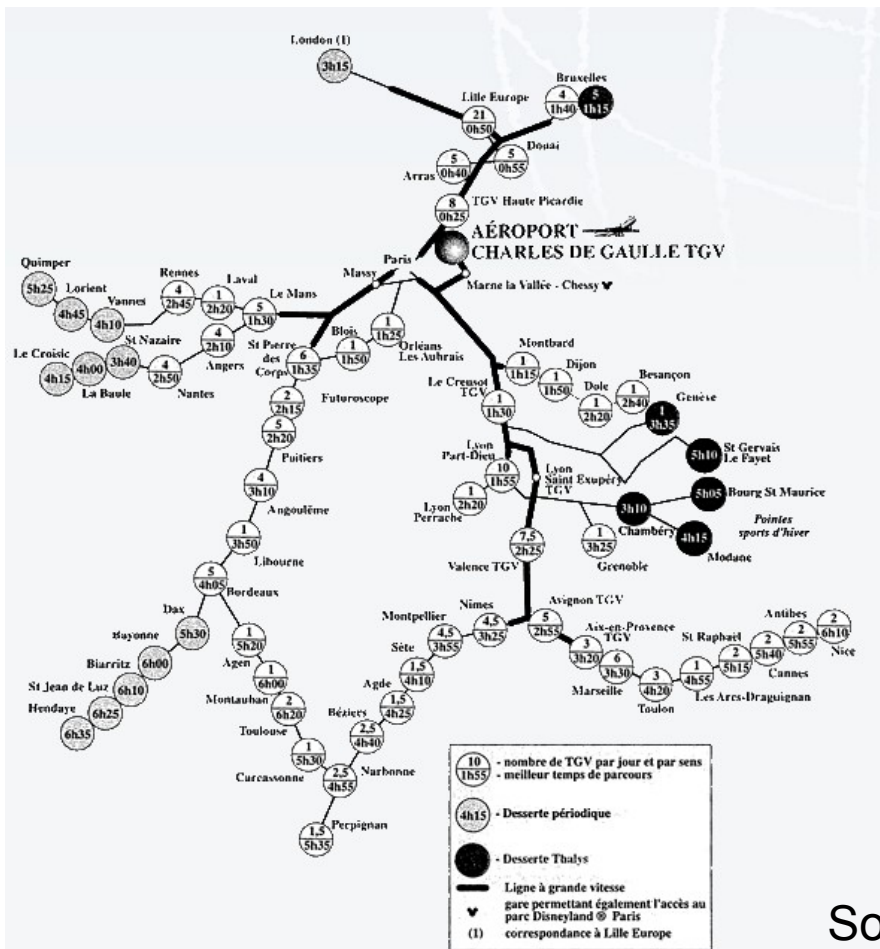 London (1)
3h15
Bruxelles
4
1h40
5
1h15
Lille Europe
21
0h50
Douai
5
0h55
Arras
5
0h40
TGV Haute Picardie
8
0h25
AÉROPORT
CHARLES DE GAULLE TGV
Paris
Massy
Marne la Vallée - Chessy
Quimper
5h25
Lorient
4h45
Vannes
4h10
Rennes
4
2h45
Laval
1
2h20
Le Mans
5
1h30
Le Croisic
4h15
La Baule
4h00
St Nazaire
3h40
Nantes
4
2h50
Angers
4
2h10
St Pierre
des
Corps
6
1h35
Blois
1
1h50
Orléans
Les Aubrais
1
1h25
Futuroscope
2
2h15
Poitiers
5
2h20
Angoulême
4
3h10
Libourne
1
3h50
Bordeaux
5
4h05
Dax
5h30
Bayonne
6h00
Biarritz
6h10
St Jean de Luz
6h25
Hendaye
6h35
Agen
1
5h20
Montauban
1
6h00
Toulouse
2
6h20
Carcassonne
1
5h30
Narbonne
2,5
4h55
Perpignan
1,5
5h35
Béziers
2,5
4h40
Agde
1,5
4h25
Sète
1,5
4h10
Montpellier
4,5
3h55
Nîmes
4,5
3h25
Montbard
1
1h15
Dijon
1
1h50
Dole
1
2h20
Besançon
1
2h40
Genève
1
3h35
Le Creusot
TGV
1
1h30
St Gervais
Le Fayet
5h10
Lyon
Part-Dieu
10
1h55
Lyon
Saint Exupéry
TGV
Lyon
Perrache
1
2h20
Bourg St Maurice
5h05
Chambéry
3h10
Modane
4h15
Pointes
sports d'hiver
Grenoble
1
3h25
Valence TGV
7,5
2h25
Avignon TGV
5
2h55
Aix-en-Provence
TGV
3
3h20
Marseille
6
3h30
Toulon
3
4h20
Les Arcs-Draguignan
1
4h55
St Raphaël
2
5h15
Cannes
2
5h40
Antibes
2
5h55
Nice
2
6h10
10
1h55
- nombre de TGV par jour et par sens
- meilleur temps de parcours
4h15
- Desserte périodique
- Desserte Thalys
Ligne à grande vitesse
gare permettant également l'accès au
parc Disneyland ® Paris
(1) correspondance à Lille Europe
So